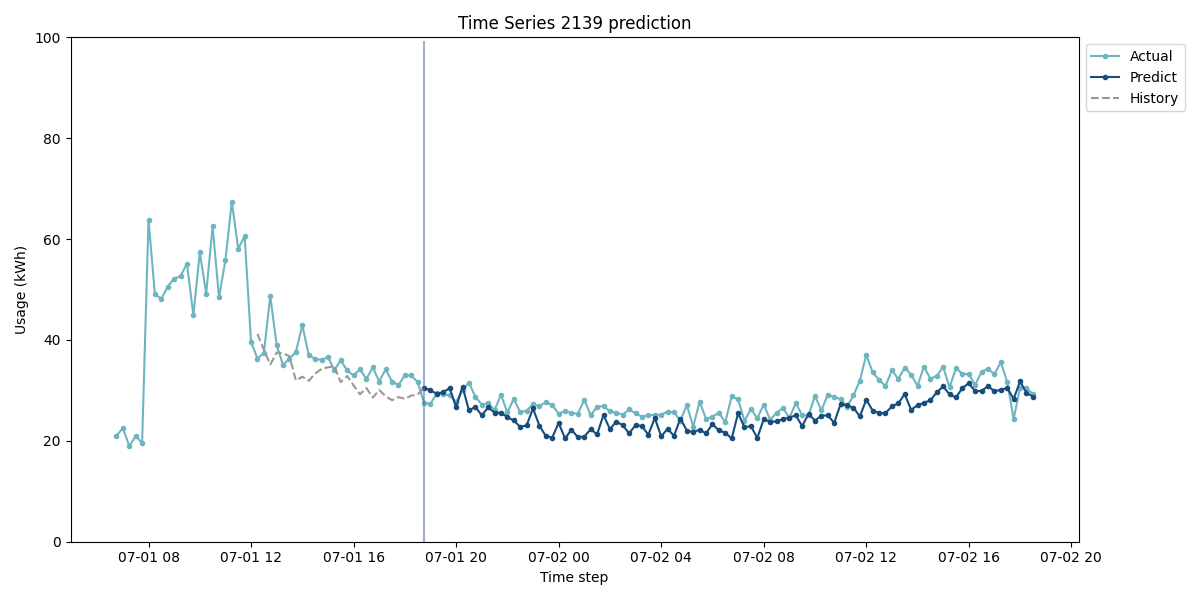 Time Series 2139 prediction
Usage (kWh)
100
80
60
40
20
0
07-01 08
07-01 12
07-01 16
07-01 20
07-02 00
07-02 04
07-02 08
07-02 12
07-02 16
07-02 20
Time step
Actual
Predict
History